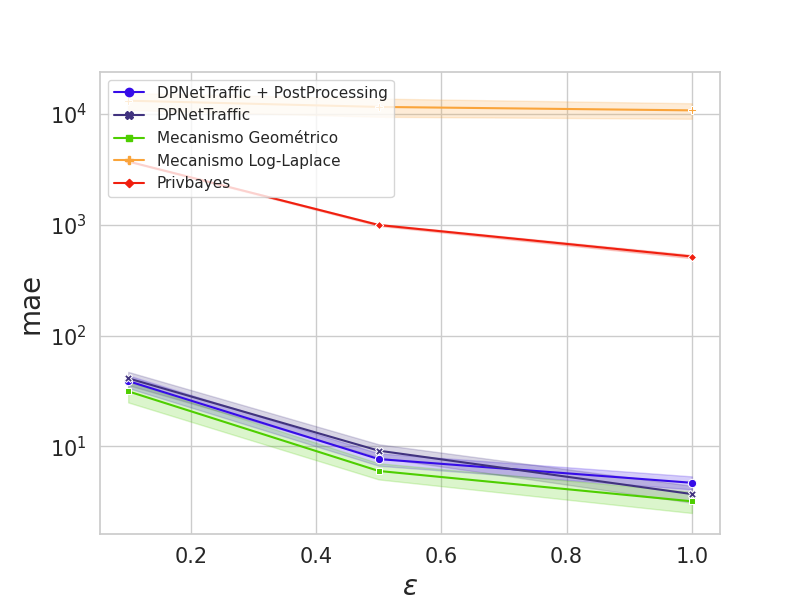 DPNetTraffic + PostProcessing
DPNetTraffic
Mecanismo Geométrico
Mecanismo Log-Laplace
Privbayes
10⁴
10³
10²
10¹
mae
0.2 0.4 0.6 0.8 1.0
ε